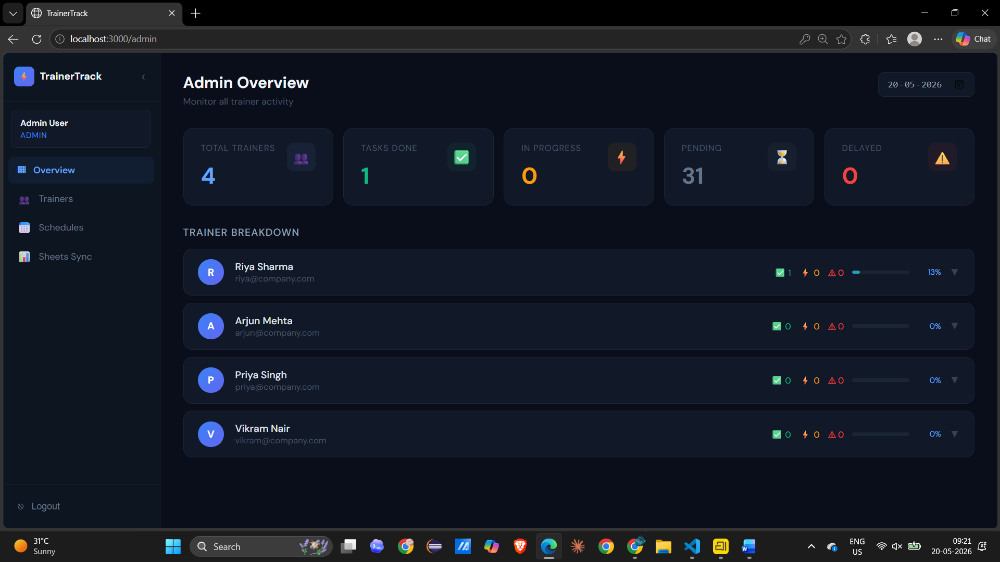 TrainerTrack
localhost:3000/admin
Chat
TrainerTrack
Admin User
ADMIN
Overview
Trainers
Schedules
Sheets Sync
Logout
Admin Overview
Monitor all trainer activity
20-05-2026
TOTAL TRAINERS
4
TASKS DONE
1
IN PROGRESS
0
PENDING
31
DELAYED
0
TRAINER BREAKDOWN
R
Riya Sharma
riya@company.com
1 0 0 13%
A
Arjun Mehta
arjun@company.com
0 0 0 0%
P
Priya Singh
priya@company.com
0 0 0 0%
V
Vikram Nair
vikram@company.com
0 0 0 0%
31°C
Sunny
Search
ENG
US
09:21
20-05-2026